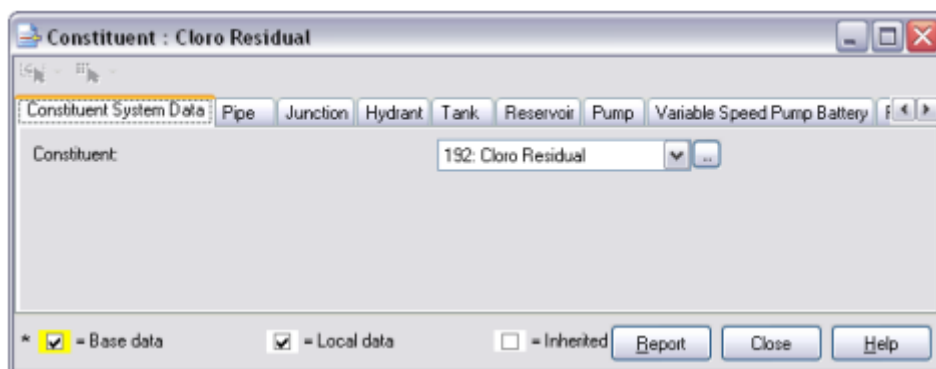 Constituent : Cloro Residual
Constituent System Data Pipe Junction Hydrant Tank Reservoir Pump Variable Speed Pump Battery
Constituent: 192: Cloro Residual ...
* = Base data = Local data = Inherited Report Close Help